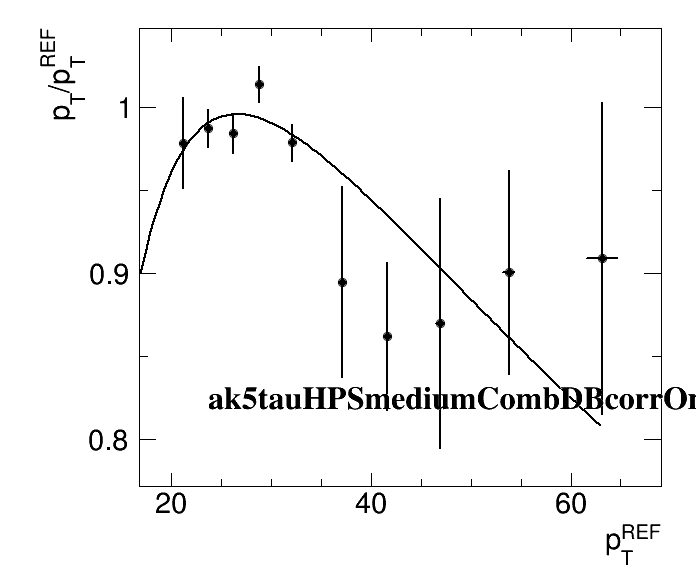 p_T/p_T^REF
1
0.9
0.8
ak5tauHPSmediumCombDBcorrOn
20 40 60
p_T^REF